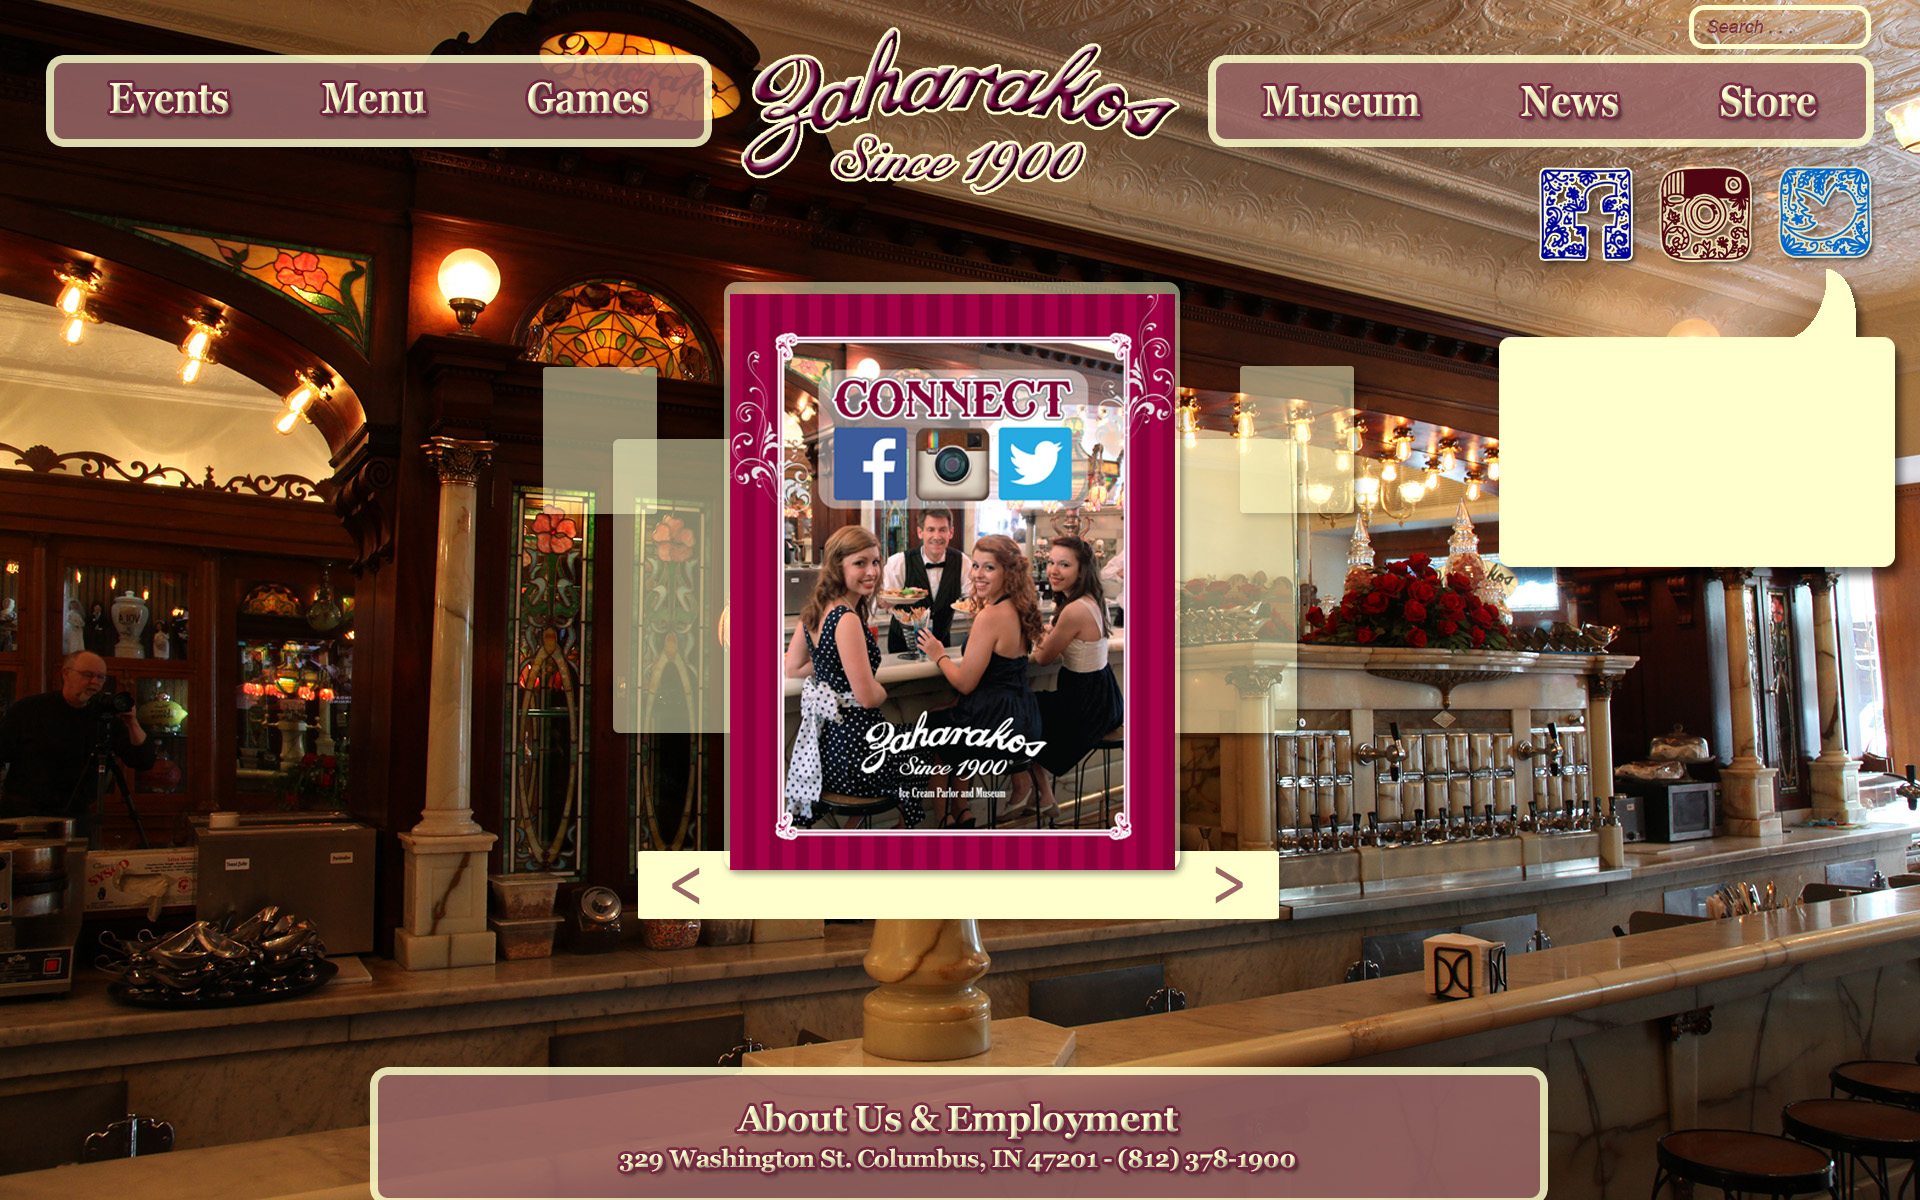 Search . . .
Events Menu Games
Zaharakos
Since 1900
Museum News Store
CONNECT
Zaharakos
Since 1900
Ice Cream Parlor and Museum
< >
About Us & Employment
329 Washington St. Columbus, IN 47201 - (812) 378-1900